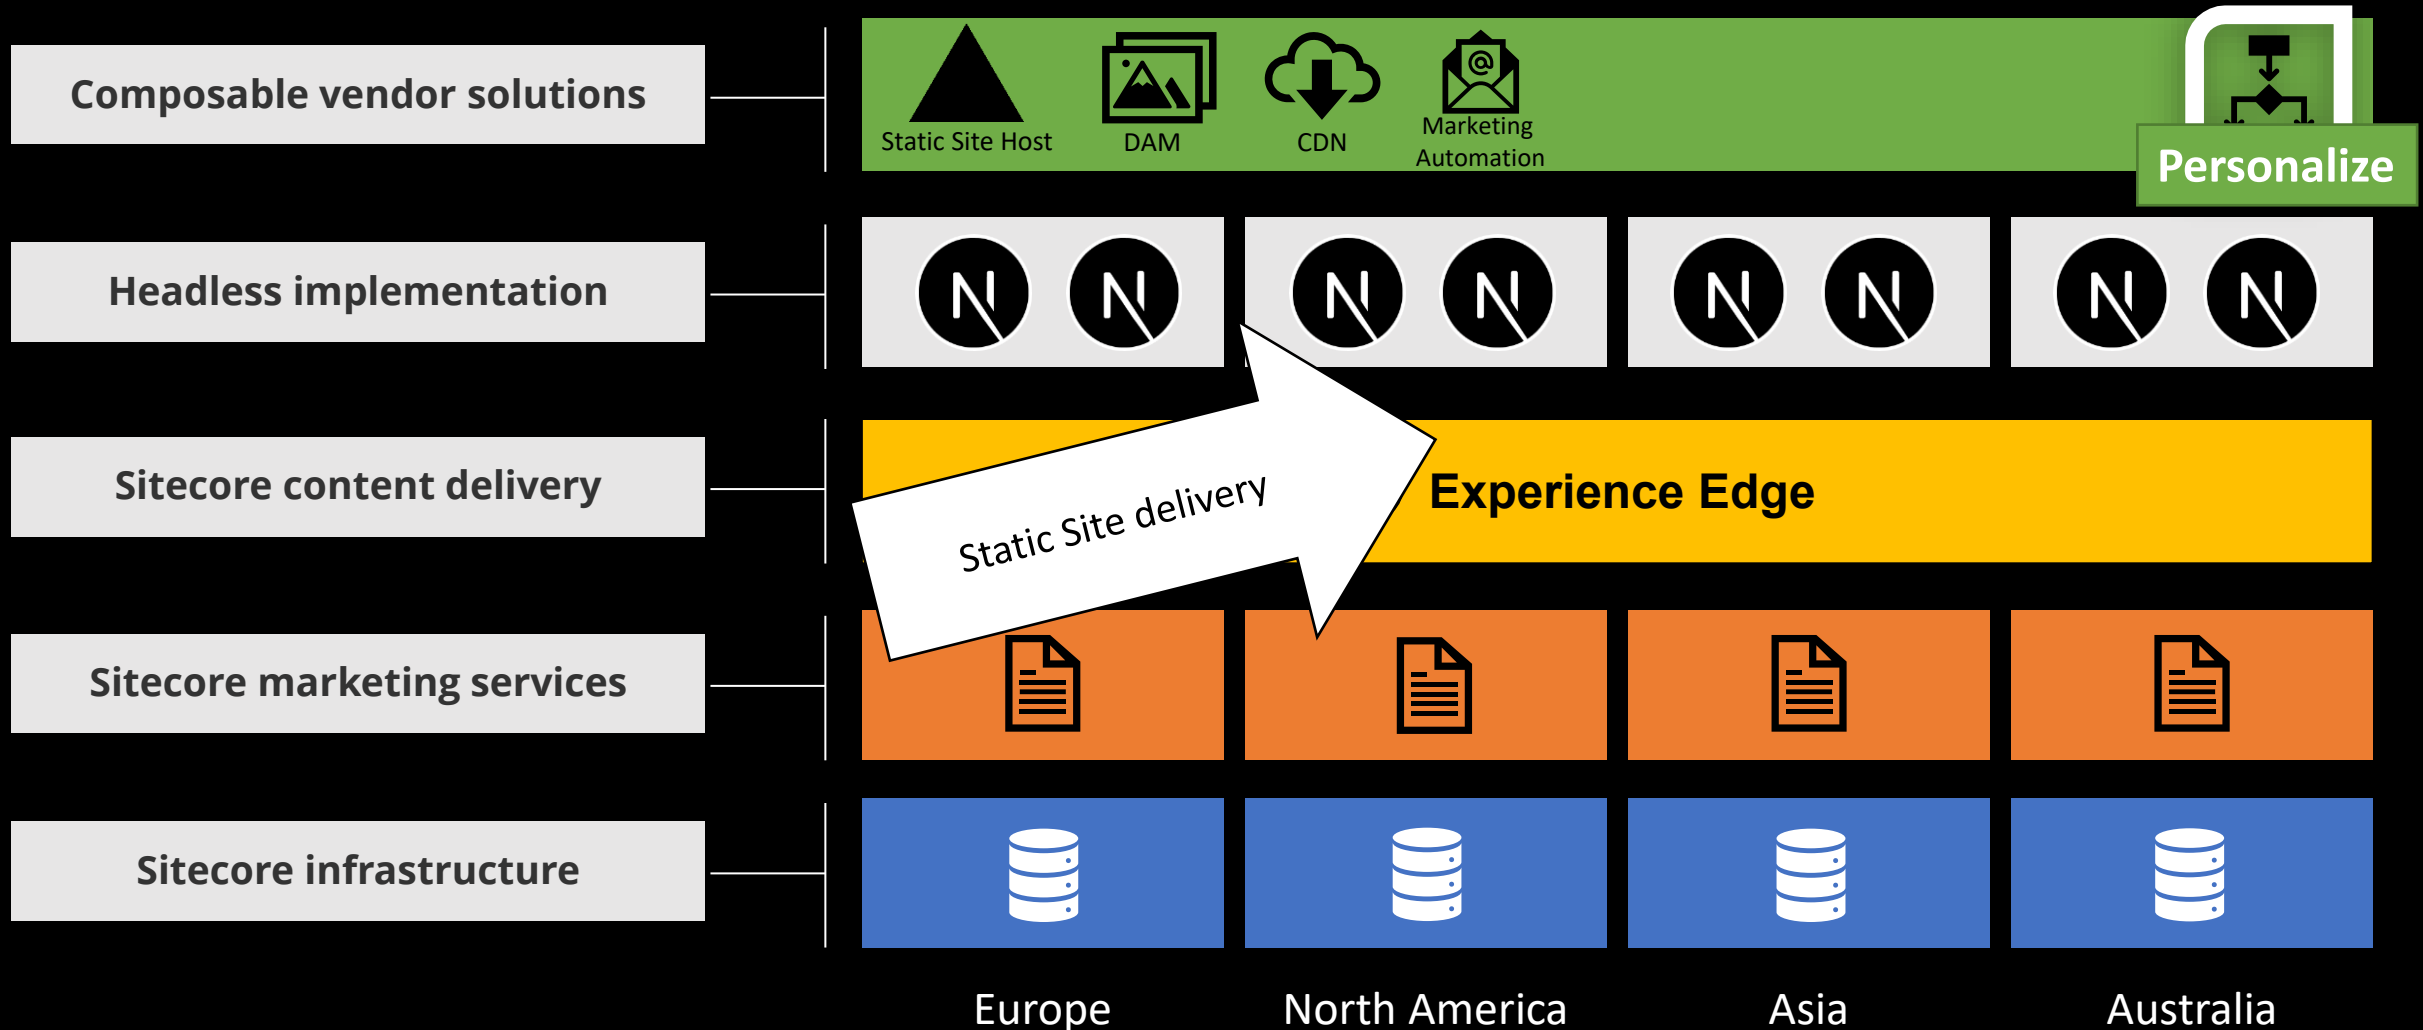 Composable vendor solutions
Static Site Host
DAM
CDN
Marketing
Automation
Personalize
Headless implementation
N N N N N N N N
Sitecore content delivery
Static Site delivery
Experience Edge
Sitecore marketing services
Sitecore infrastructure
Europe
North America
Asia
Australia